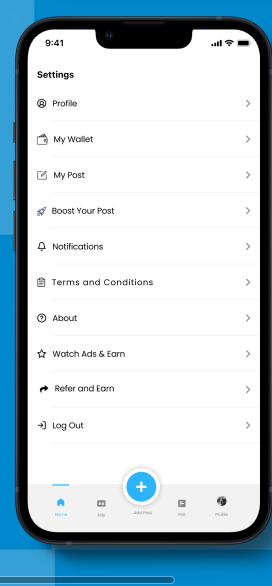 9:41
Settings
Profile
My Wallet
My Post
Boost Your Post
Notifications
Terms and Conditions
About
Watch Ads & Earn
Refer and Earn
Log Out
Home
Ad
Ads
Add Post
Profile